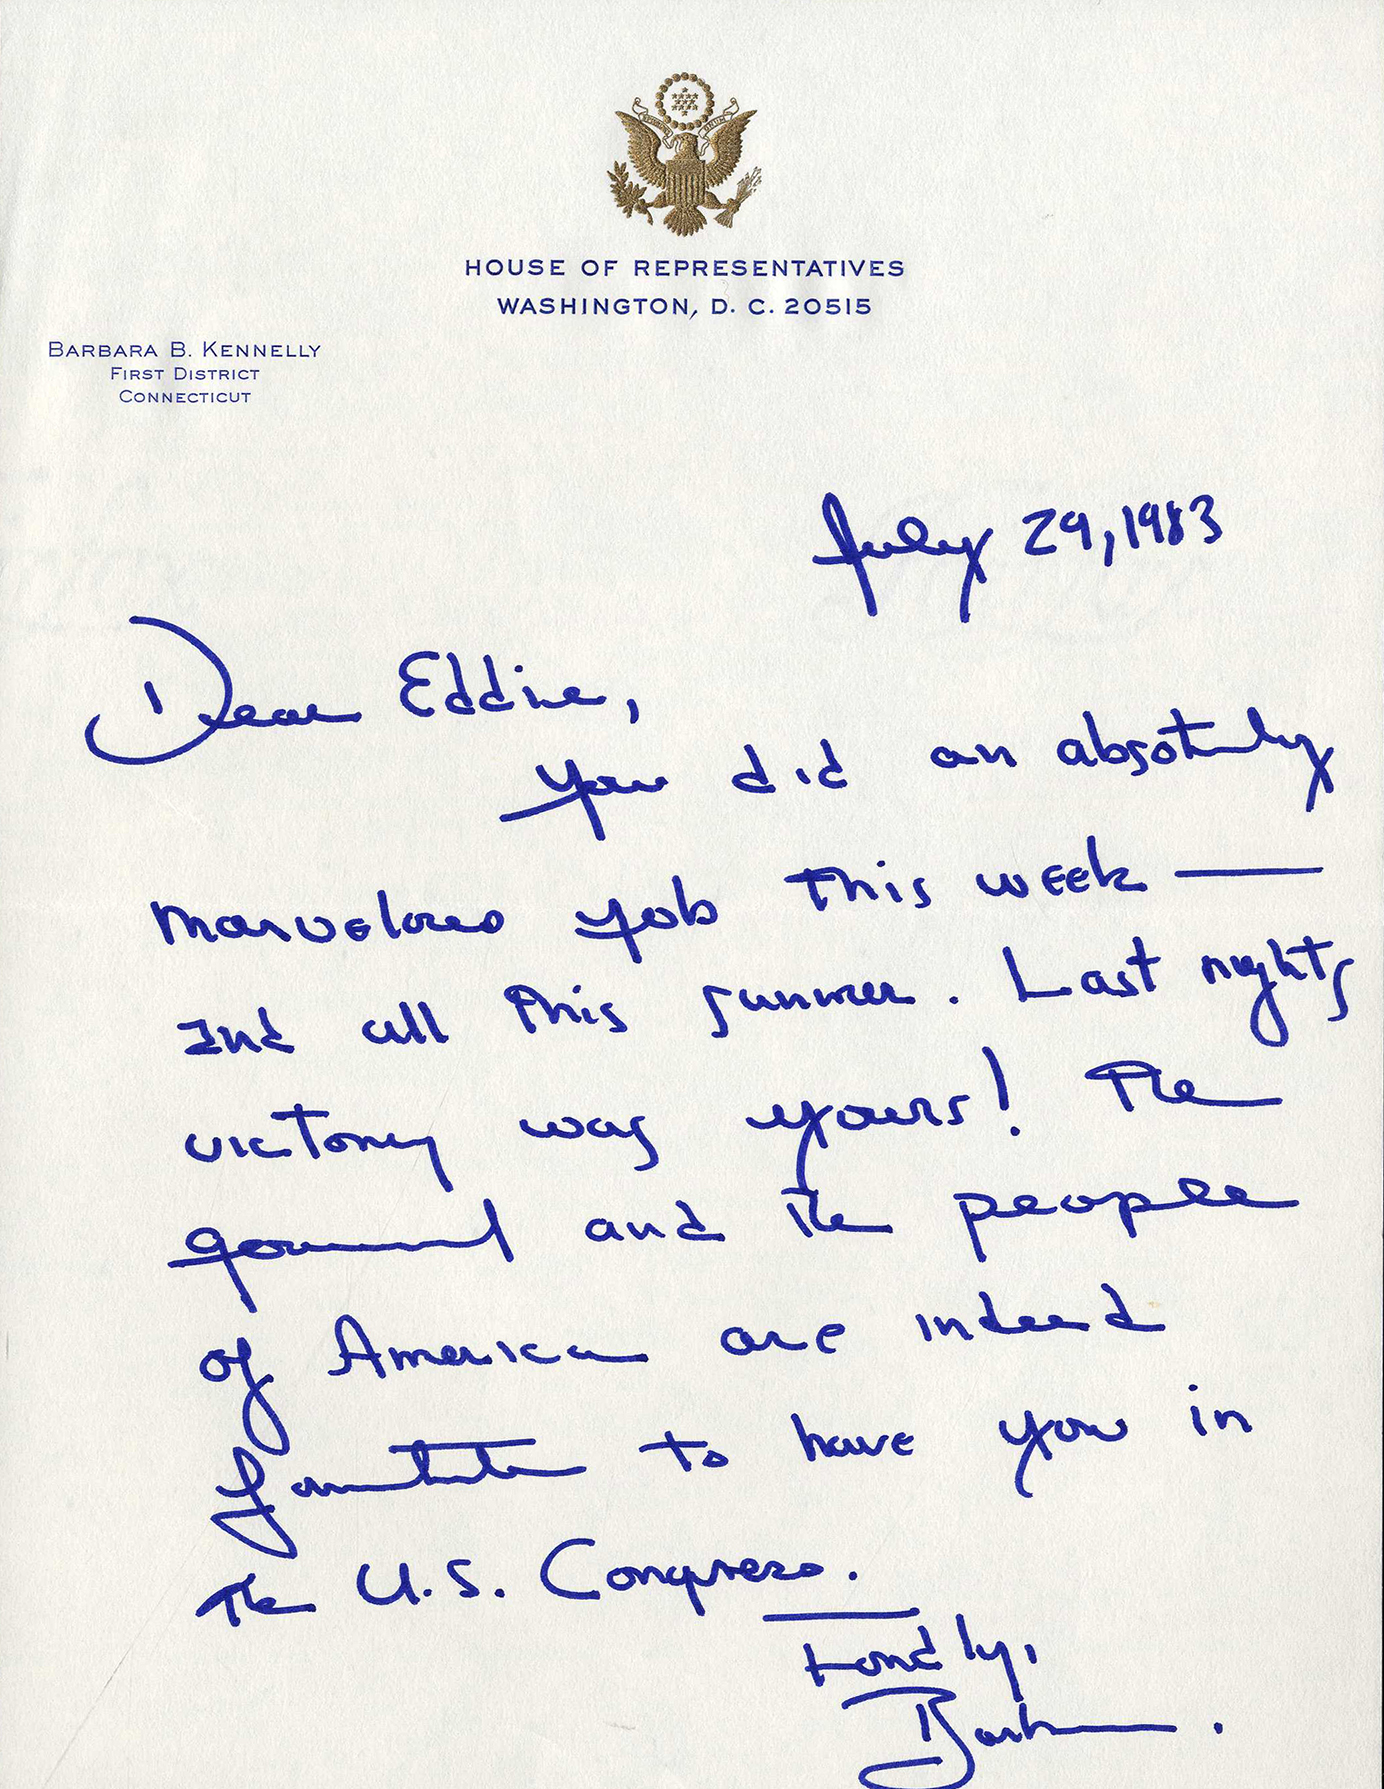 HOUSE OF REPRESENTATIVES
WASHINGTON, D. C. 20515
BARBARA B. KENNELLY
FIRST DISTRICT
CONNECTICUT
July 29, 1983
Dear Eddie,
You did an absolutely
marvelous job this week —
and all this summer. Last nights
victory was yours! The
government and the people
of America are indeed
fortunate to have you in
the U.S. Congress.
Fondly,
Barbara.